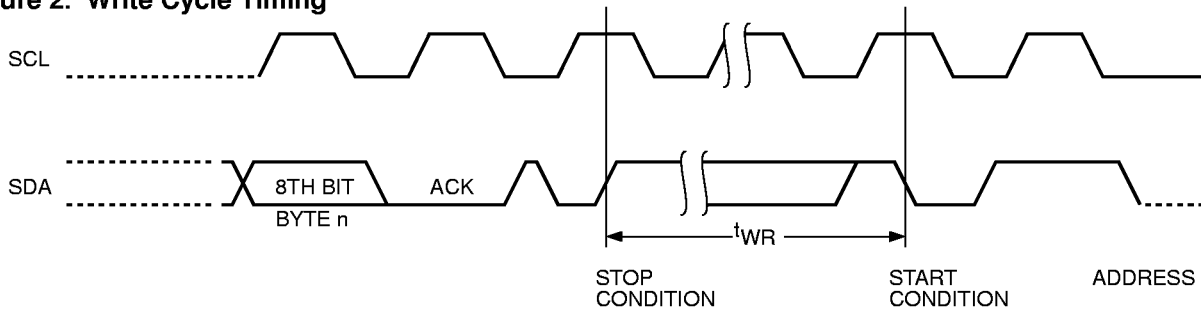 ure 2. Write Cycle Timing
SCL
SDA
8TH BIT
ACK
BYTE n
tWR
STOP
CONDITION
START
CONDITION
ADDRESS